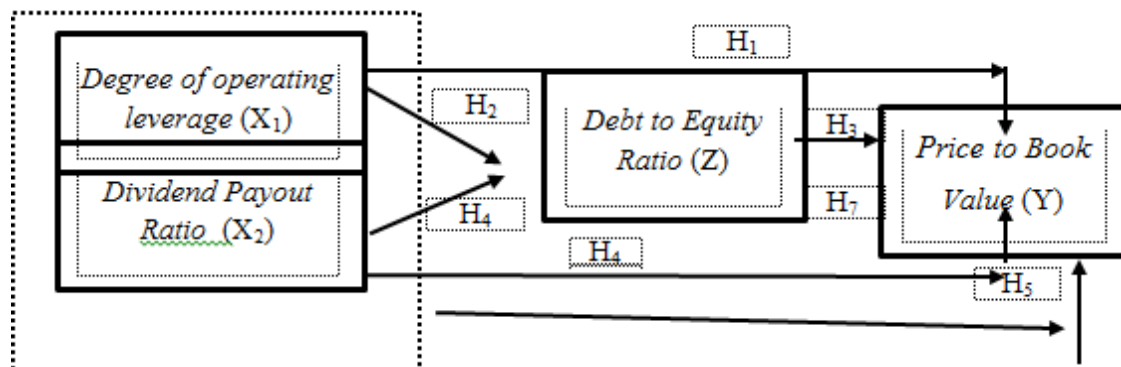 H₁
Degree of operating
leverage (X₁)
H₂
Debt to Equity
Ratio (Z)
H₃
Price to Book
Value (Y)
Dividend Payout
Ratio (X₂)
H₄
H₇
H₄
H₅